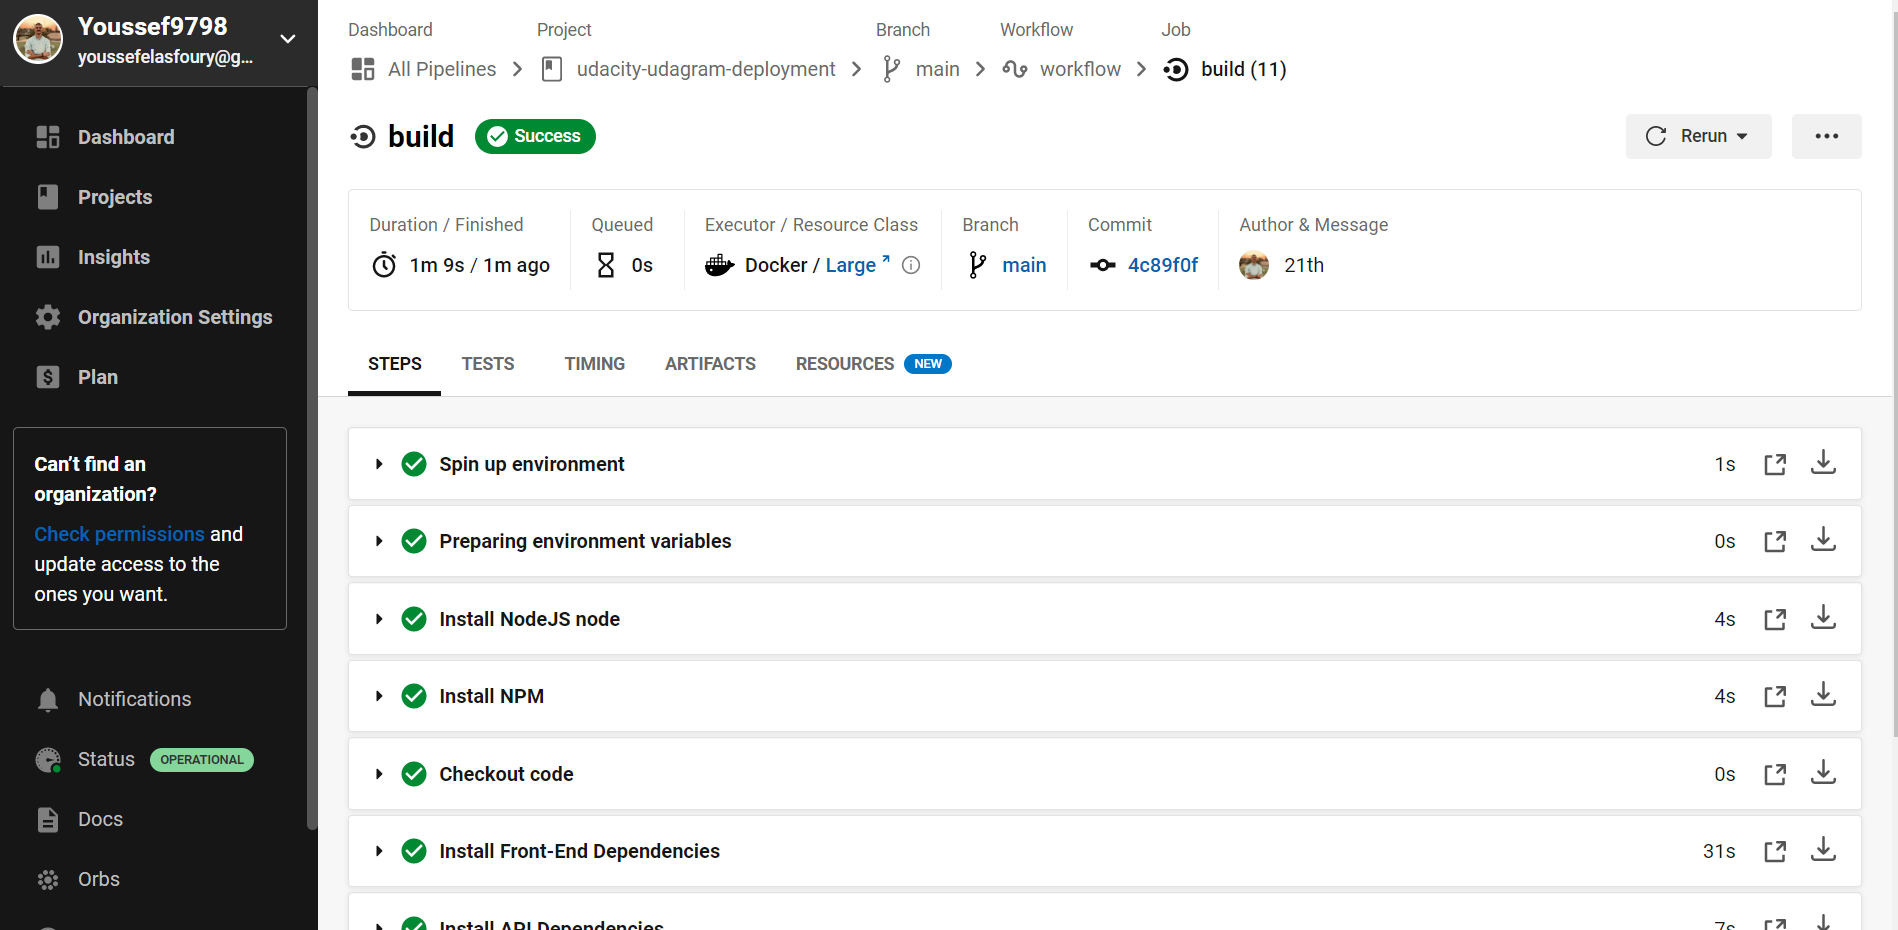 Youssef9798
youssefelasfoury@g...
Dashboard
Projects
Insights
Organization Settings
Plan
Can't find an
organization?
Check permissions and
update access to the
ones you want.
Notifications
Status OPERATIONAL
Docs
Orbs
Dashboard Project Branch Workflow Job
All Pipelines udacity-udagram-deployment main workflow build (11)
build Success Rerun
Duration / Finished Queued Executor / Resource Class Branch Commit Author & Message
1m 9s / 1m ago 0s Docker / Large main 4c89f0f 21th
STEPS TESTS TIMING ARTIFACTS RESOURCES NEW
Spin up environment 1s
Preparing environment variables 0s
Install NodeJS node 4s
Install NPM 4s
Checkout code 0s
Install Front-End Dependencies 31s
Install API Dependencies 7s